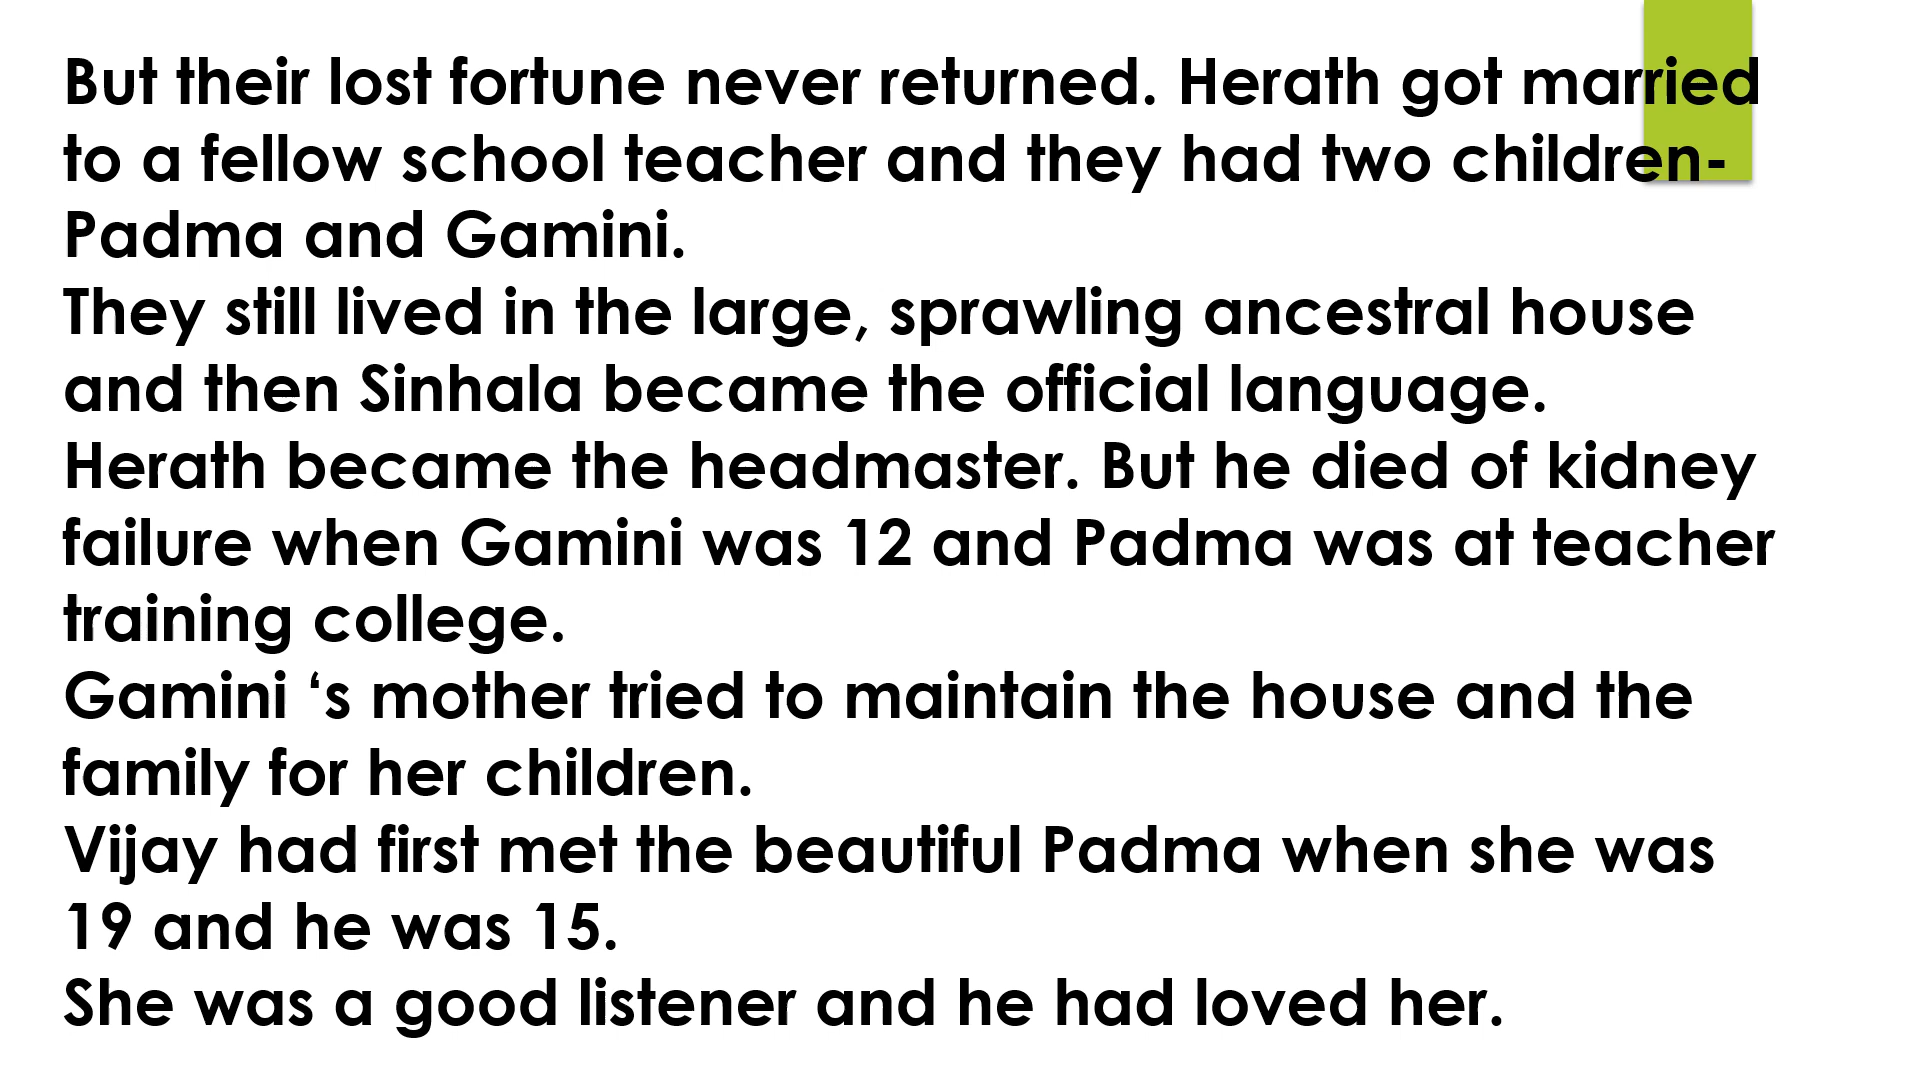 But their lost fortune never returned. Herath got married
to a fellow school teacher and they had two children-
Padma and Gamini.
They still lived in the large, sprawling ancestral house
and then Sinhala became the official language.
Herath became the headmaster. But he died of kidney
failure when Gamini was 12 and Padma was at teacher
training college.
Gamini ‘s mother tried to maintain the house and the
family for her children.
Vijay had first met the beautiful Padma when she was
19 and he was 15.
She was a good listener and he had loved her.